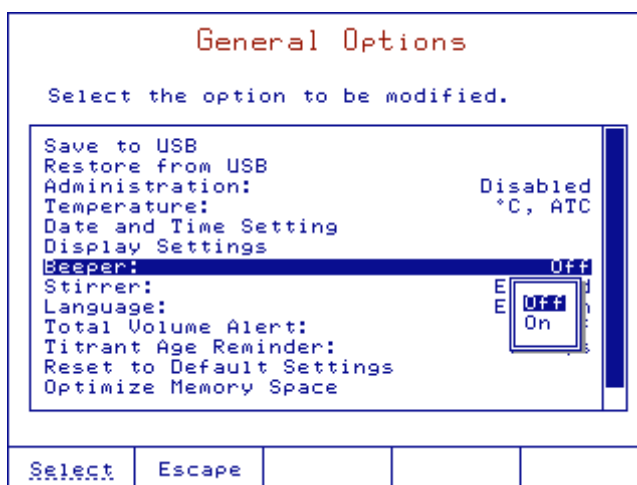 General Options
Select the option to be modified.
Save to USB
Restore from USB
Administration: Disabled
Temperature: °C, ATC
Date and Time Setting
Display Settings
Beeper: Off
Stirrer:
Off
Language:
On
Total Volume Alert:
Titrant Age Reminder:
Reset to Default Settings
Optimize Memory Space
Select Escape